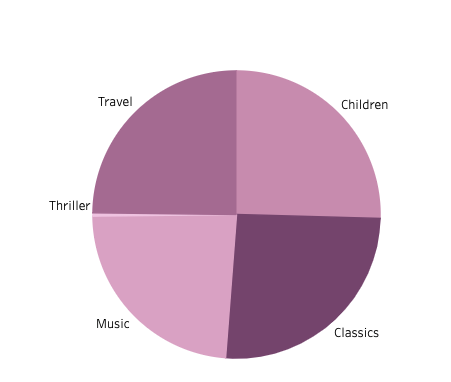 Travel
Children
Thriller
Music
Classics